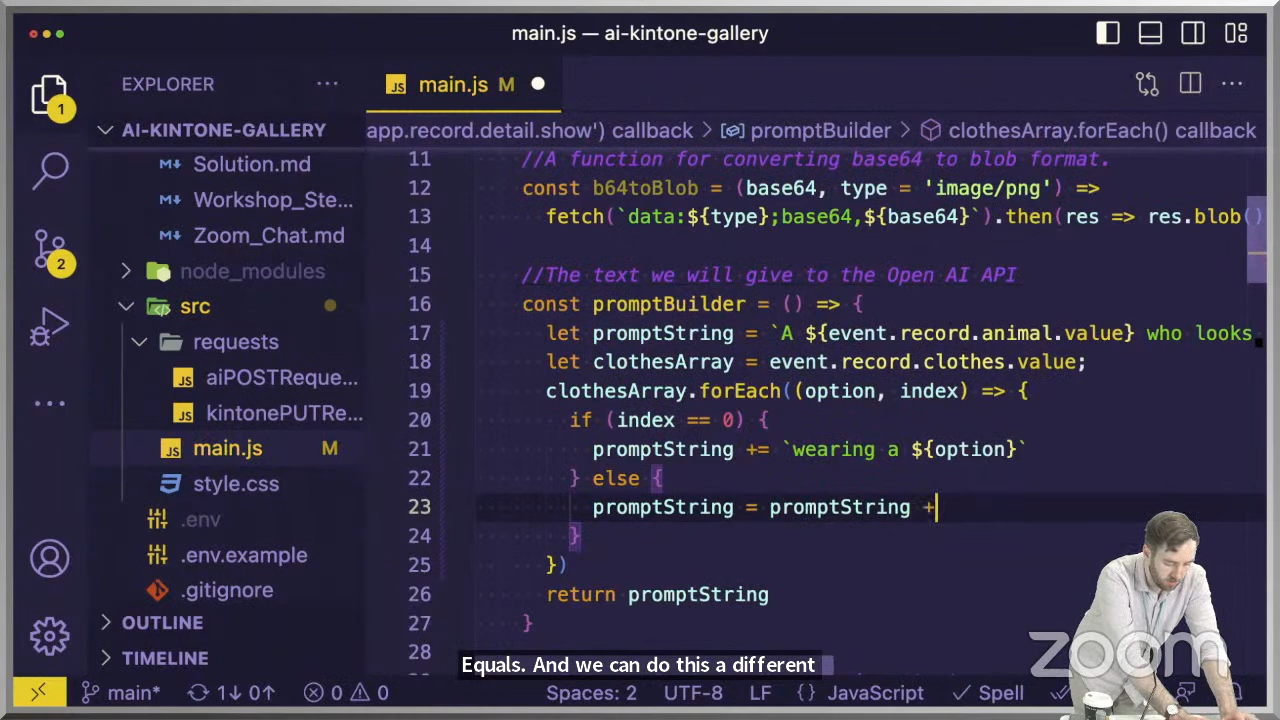 main.js — ai-kintone-gallery
EXPLORER
main.js M
1
AI-KINTONE-GALLERY
app.record.detail.show') callback > promptBuilder > clothesArray.forEach() callback
Solution.md
Workshop_Ste...
Zoom_Chat.md
2
node_modules
src
requests
aiPOSTReque...
kintonePUTRe...
main.js M
style.css
.env
.env.example
.gitignore
OUTLINE
TIMELINE
11 //A function for converting base64 to blob format.
12 const b64toBlob = (base64, type = 'image/png') =>
13 fetch(`data:${type};base64,${base64}`).then(res => res.blob()
14
15 //The text we will give to the Open AI API
16 const promptBuilder = () => {
17 let promptString = `A ${event.record.animal.value} who looks
18 let clothesArray = event.record.clothes.value;
19 clothesArray.forEach((option, index) => {
20 if (index == 0) {
21 promptString += `wearing a ${option}`
22 } else {
23 promptString = promptString +
24 }
25 })
26 return promptString
27 }
28
zoom
Equals. And we can do this a different
main* 1↓ 0↑ 0 0 Spaces: 2 UTF-8 LF {} JavaScript Spell